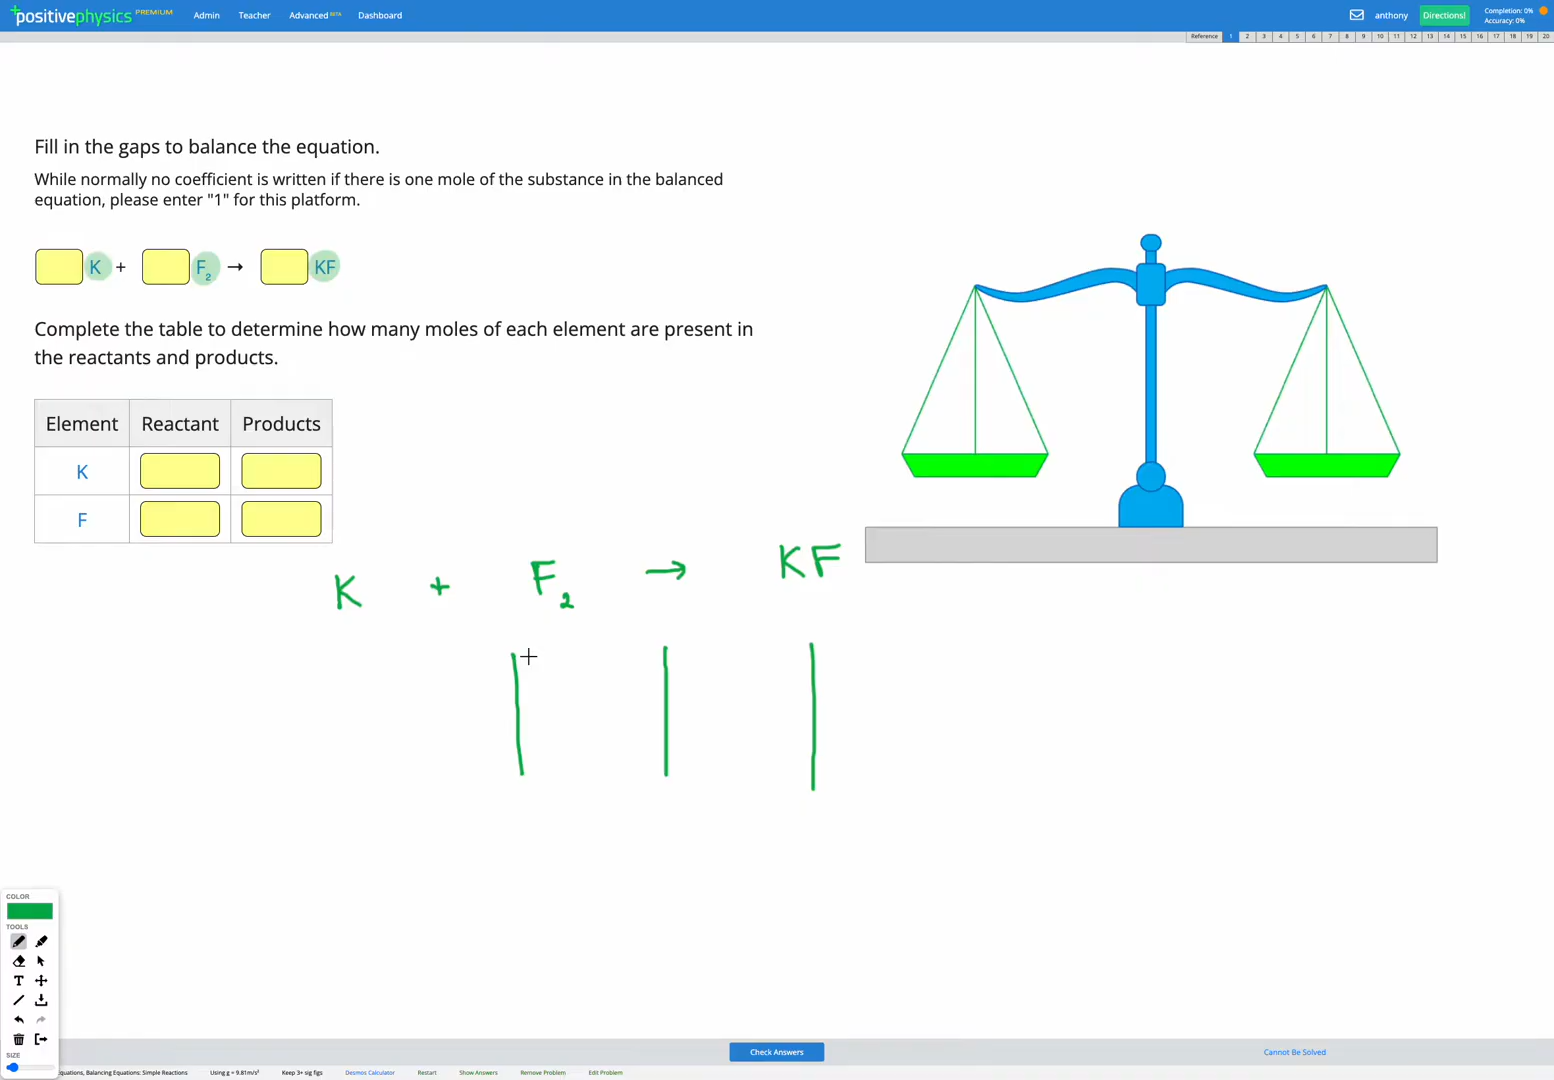 +positivephysics PREMIUM Admin Teacher Advanced BETA Dashboard anthony Directions! Completion: 0%
Accuracy: 0%
Reference 1 2 3 4 5 6 7 8 9 10 11 12 13 14 15 16 17 18 19 20
Fill in the gaps to balance the equation.
While normally no coefficient is written if there is one mole of the substance in the balanced
equation, please enter "1" for this platform.
K + F₂ → KF
Complete the table to determine how many moles of each element are present in
the reactants and products.
Element Reactant Products
K
F
K + F₂ → KF
COLOR
TOOLS
T
SIZE
Check Answers Cannot Be Solved
equations, Balancing Equations: Simple Reactions Using g = 9.81m/s² Keep 3+ sig figs Desmos Calculator Restart Show Answers Remove Problem Edit Problem